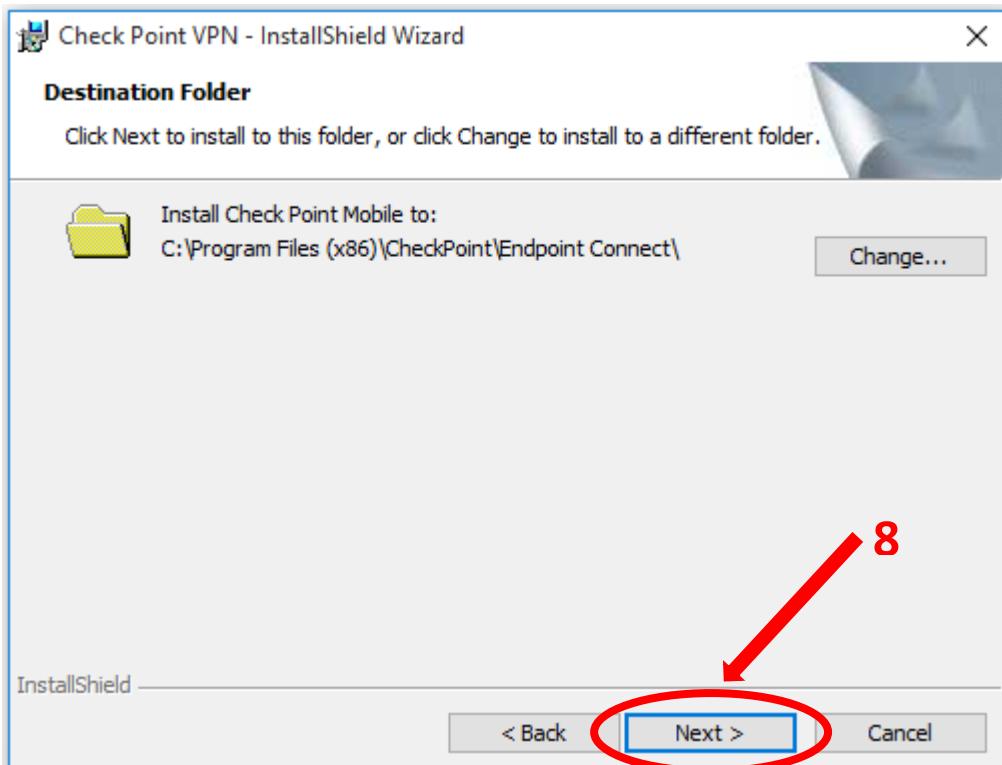 Check Point VPN - InstallShield Wizard
Destination Folder
Click Next to install to this folder, or click Change to install to a different folder.
Install Check Point Mobile to:
C:\Program Files (x86)\CheckPoint\Endpoint Connect\
Change...
8
InstallShield
< Back
Next >
Cancel